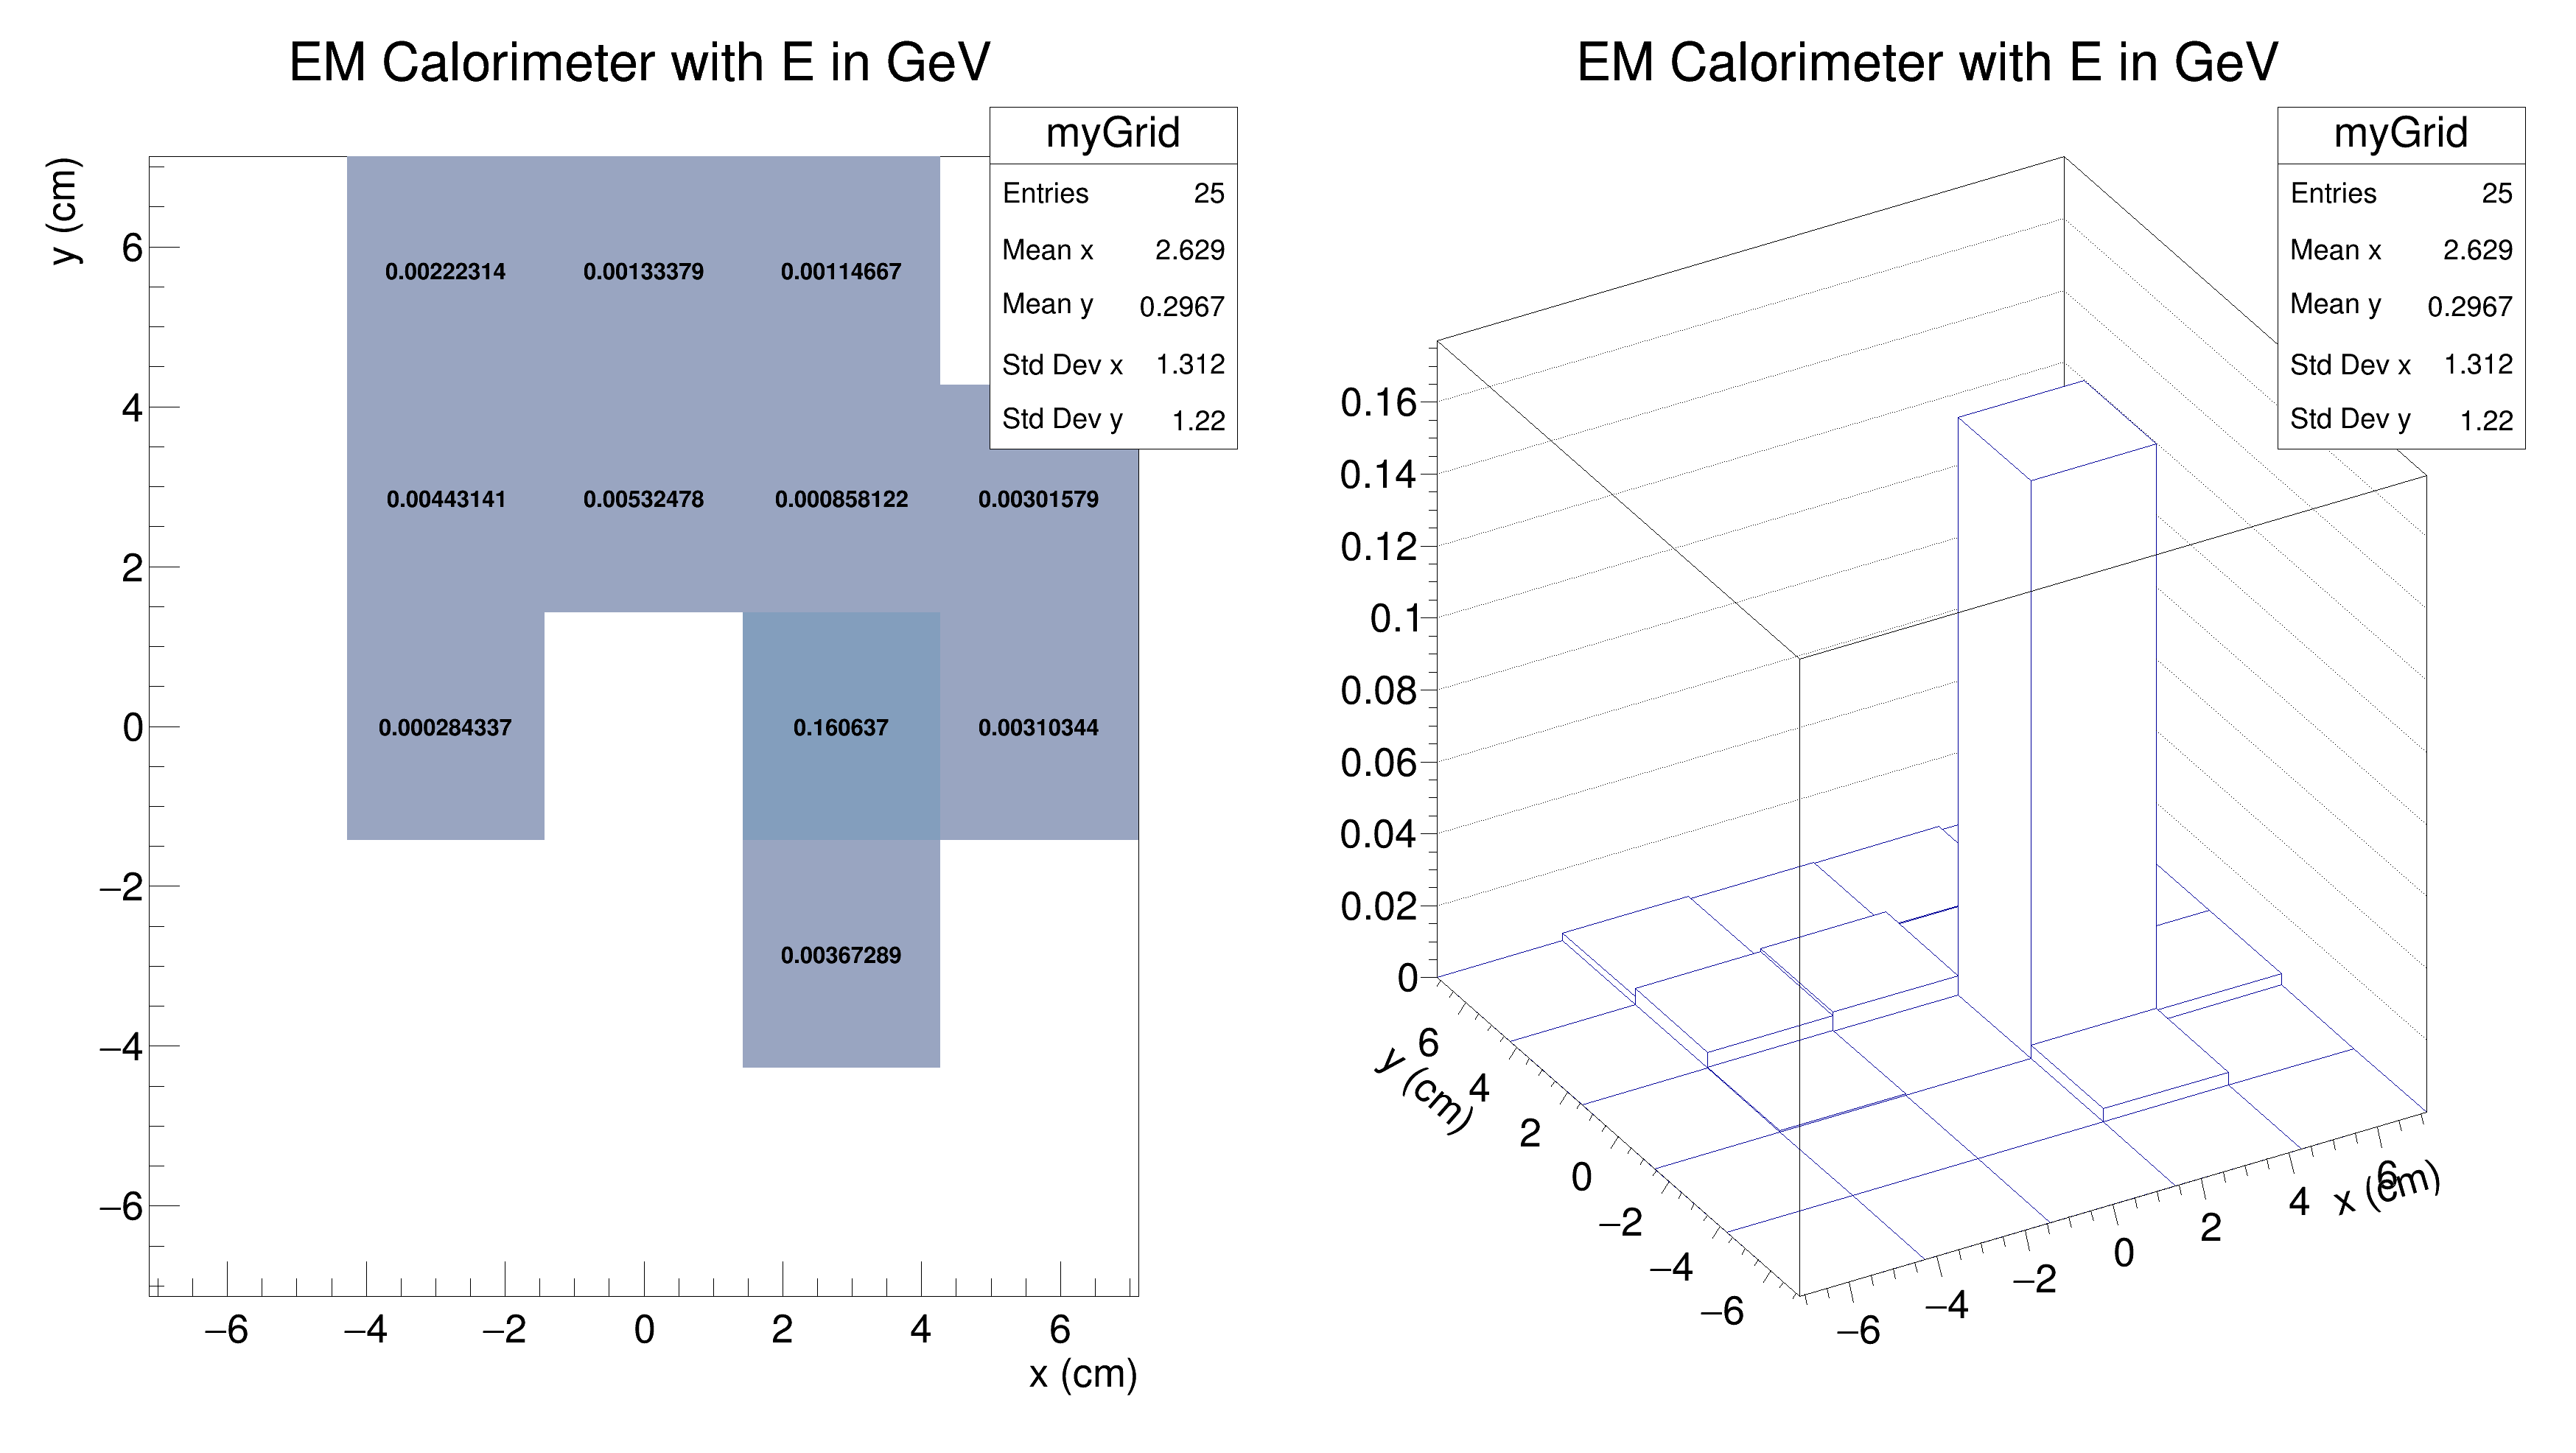 EM Calorimeter with E in GeV
myGrid
Entries 25
Mean x 2.629
Mean y 0.2967
Std Dev x 1.312
Std Dev y 1.22
y (cm)
6
4
2
0
−2
−4
−6
0.00222314 0.00133379 0.00114667
0.00443141 0.00532478 0.000858122 0.00301579
0.000284337 0.160637 0.00310344
0.00367289
−6 −4 −2 0 2 4 6
x (cm)
EM Calorimeter with E in GeV
myGrid
Entries 25
Mean x 2.629
Mean y 0.2967
Std Dev x 1.312
Std Dev y 1.22
0.16
0.14
0.12
0.1
0.08
0.06
0.04
0.02
0
6
4
2
0
−2
−4
−6
y (cm)
−6
−4
−2
0
2
4
6
x (cm)